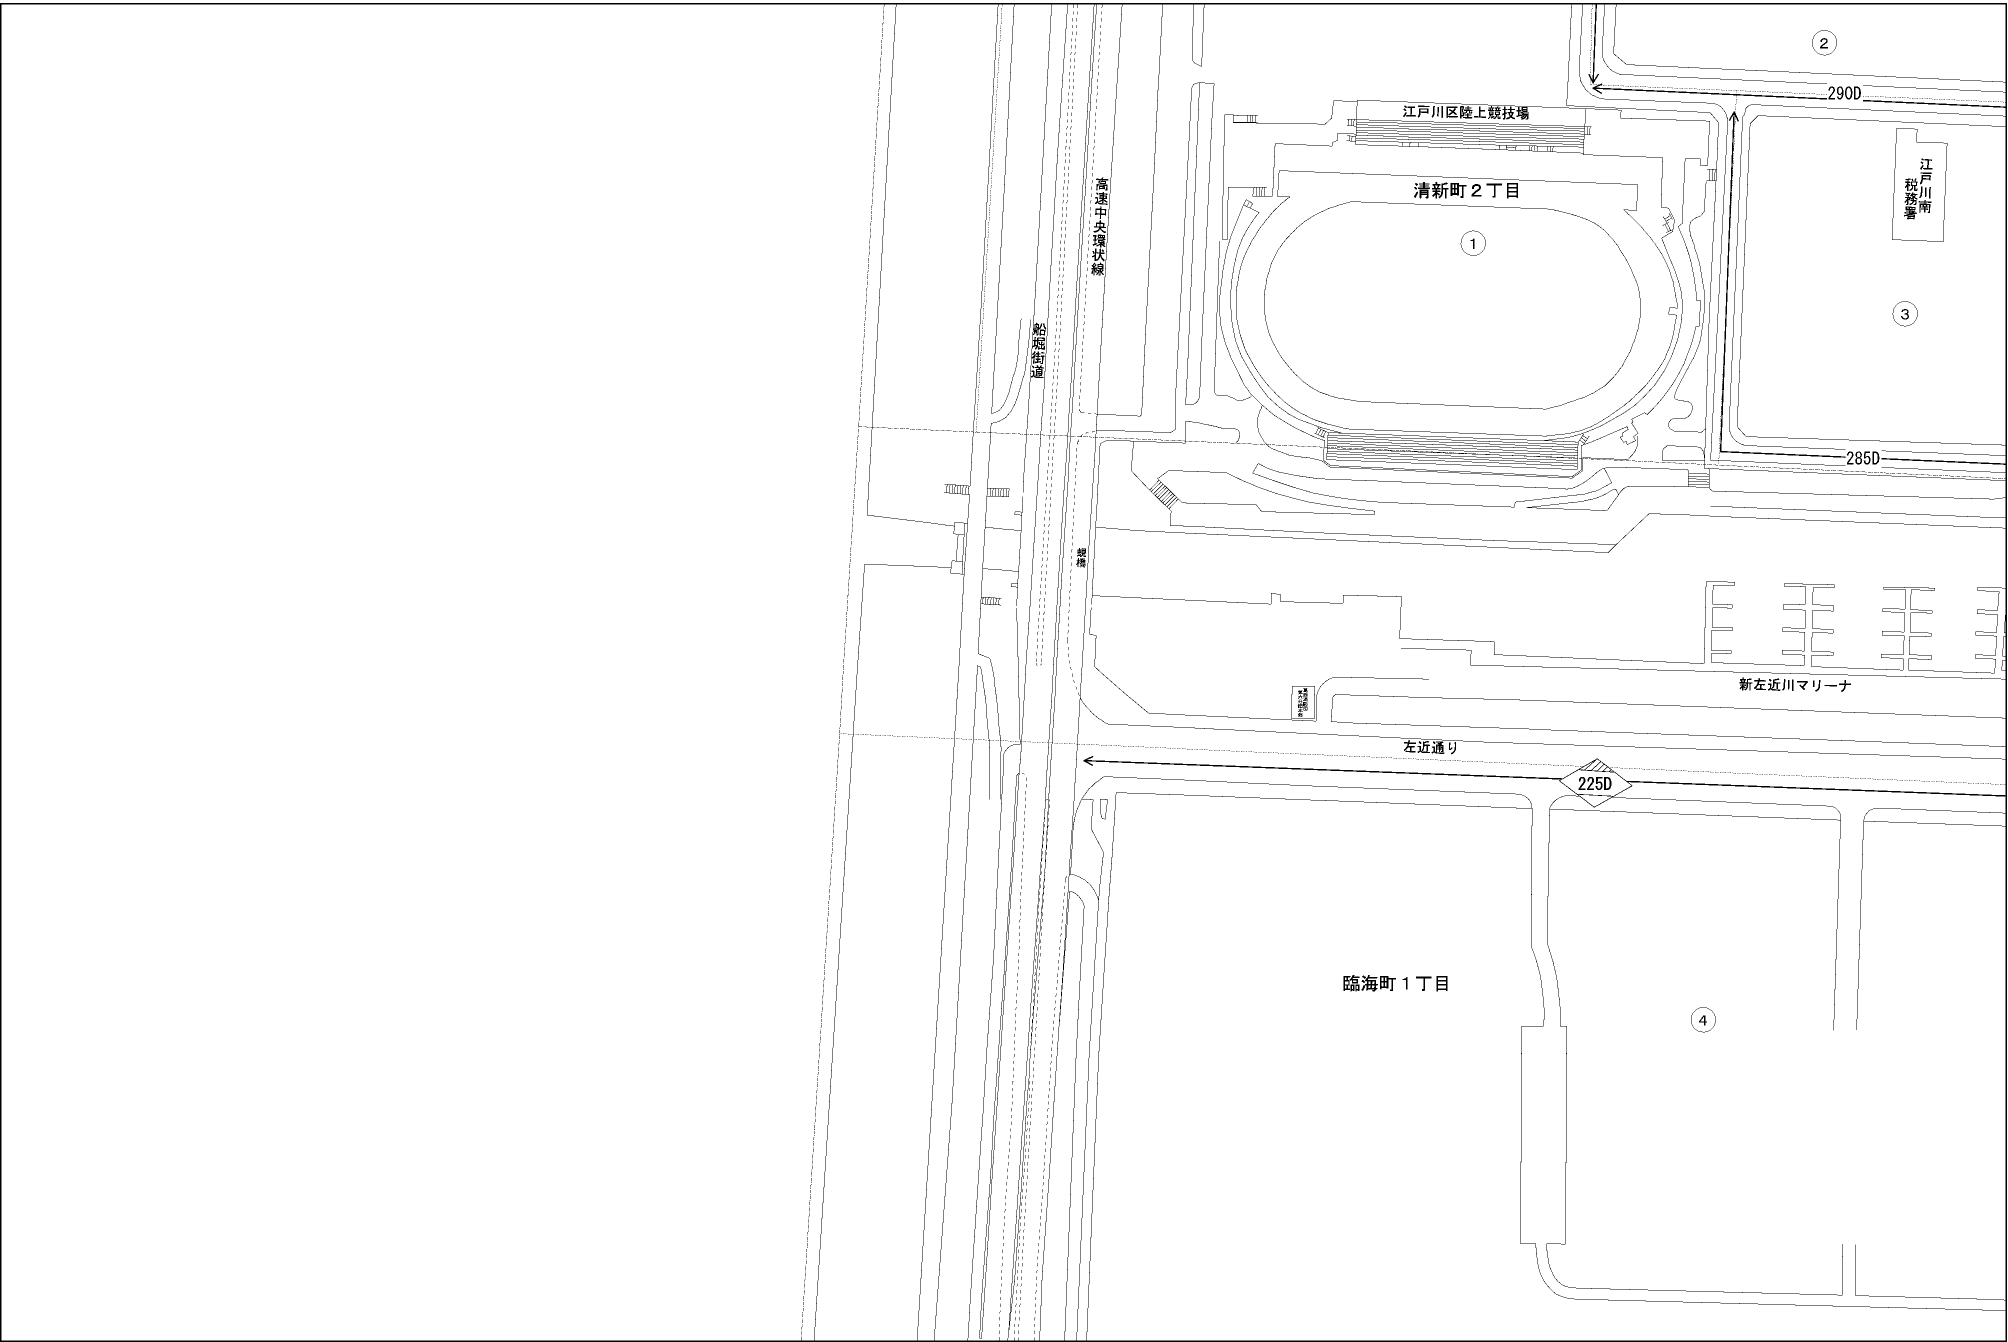 ②
290D
江戸川区陸上競技場
江戸川南
税務署
高速中央環状線
清新町２丁目
①
③
船堀街道
285D
蜆橋
新左近川マリーナ
左近通り
225D
臨海町１丁目
④